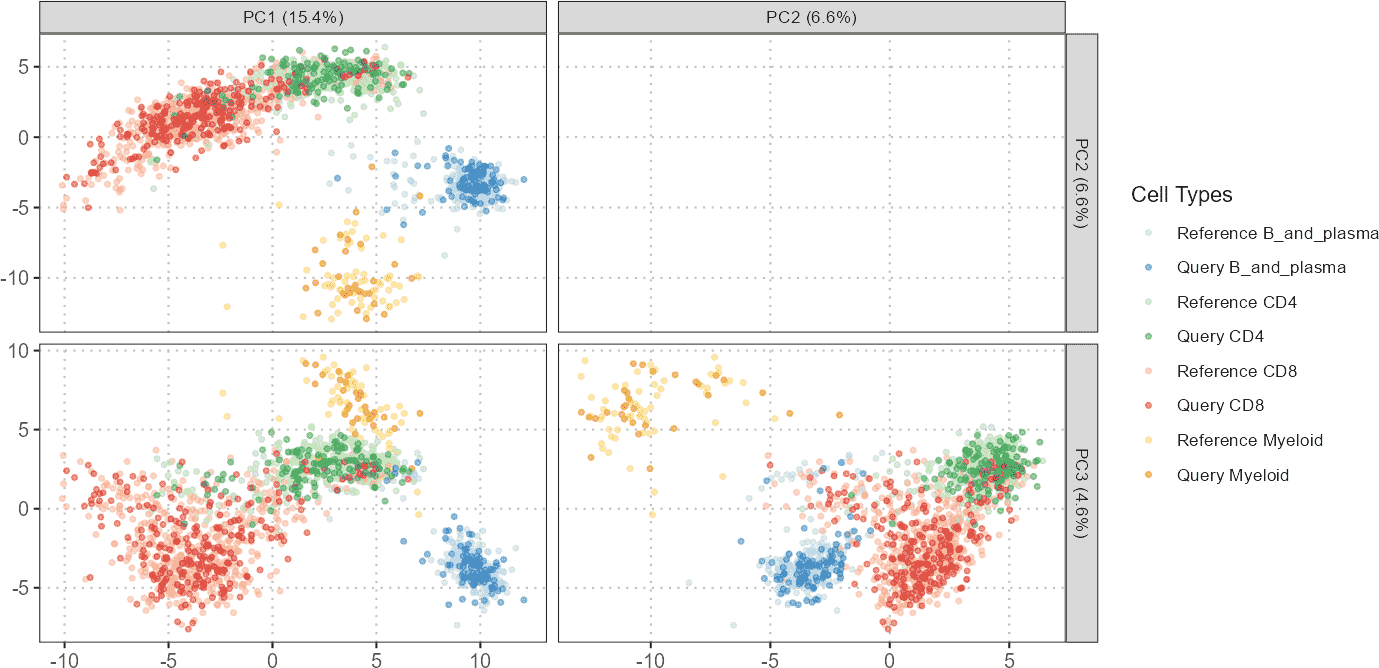 PC1 (15.4%)
PC2 (6.6%)
5
0
-5
-10
PC2 (6.6%)
10
5
0
-5
PC3 (4.6%)
-10
-5
0
5
10
-10
-5
0
5
Cell Types
Reference B_and_plasma
Query B_and_plasma
Reference CD4
Query CD4
Reference CD8
Query CD8
Reference Myeloid
Query Myeloid